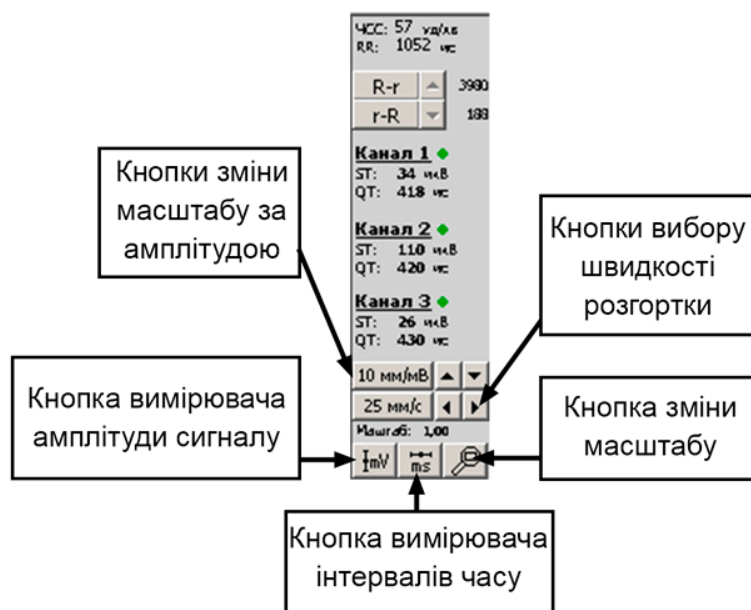 ЧСС: 57 уд/хв
RR: 1052 мс
R-r 3980
r-R 188
Канал 1
ST: 34 мкВ
QT: 418 мс
Кнопки зміни
масштабу за
амплітудою
Канал 2
ST: 110 мкВ
QT: 420 мс
Кнопки вибору
швидкості
розгортки
Канал 3
ST: 26 мкВ
QT: 430 мс
10 мм/мВ
25 мм/с
Масштаб: 1,00
mV
ms
Кнопка вимірювача
амплітуди сигналу
Кнопка зміни
масштабу
Кнопка вимірювача
інтервалів часу